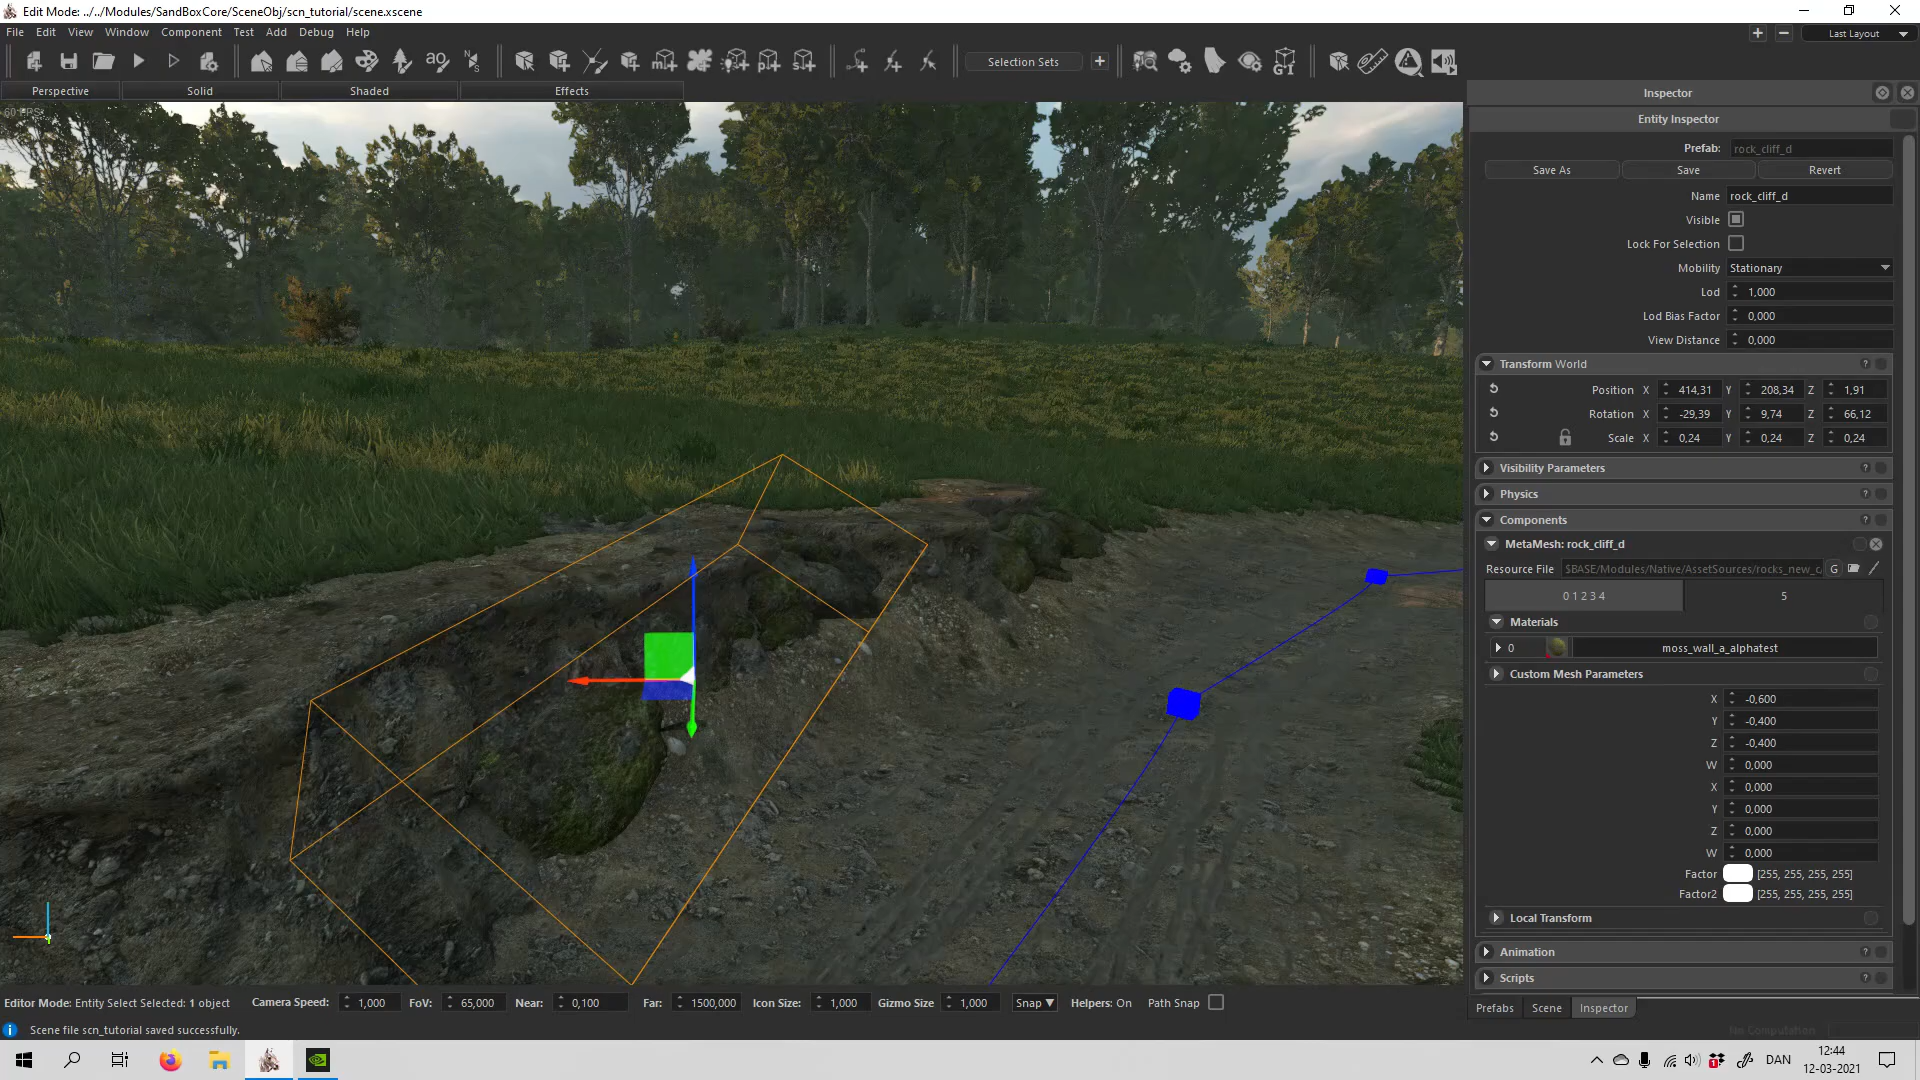 Edit Mode: ../../Modules/SandBoxCore/SceneObj/scn_tutorial/scene.xscene
File Edit View Window Component Test Add Debug Help
Last Layout
Selection Sets
Perspective Solid Shaded Effects
60 FPS
Inspector
Entity Inspector
Prefab: rock_cliff_d
Save As Save Revert
Name rock_cliff_d
Visible
Lock For Selection
Mobility Stationary
Lod 1,000
Lod Bias Factor 0,000
View Distance 0,000
Transform World
Position X 414,31 Y 208,34 Z 1,91
Rotation X -29,39 Y 9,74 Z 66,12
Scale X 0,24 Y 0,24 Z 0,24
Visibility Parameters
Physics
Components
MetaMesh: rock_cliff_d
Resource File $BASE/Modules/Native/AssetSources/rocks_new_c G
0 1 2 3 4 5
Materials
0 moss_wall_a_alphatest
Custom Mesh Parameters
X -0,600
Y -0,400
Z -0,400
W 0,000
X 0,000
Y 0,000
Z 0,000
W 0,000
Factor [255, 255, 255, 255]
Factor2 [255, 255, 255, 255]
Local Transform
Animation
Scripts
Prefabs Scene Inspector
Editor Mode: Entity Select Selected: 1 object Camera Speed: 1,000 FoV: 65,000 Near: 0,100 Far: 1500,000 Icon Size: 1,000 Gizmo Size 1,000 Snap ▼ Helpers: On Path Snap
Scene file scn_tutorial saved successfully.
No Computation
DAN
12:44
12-03-2021